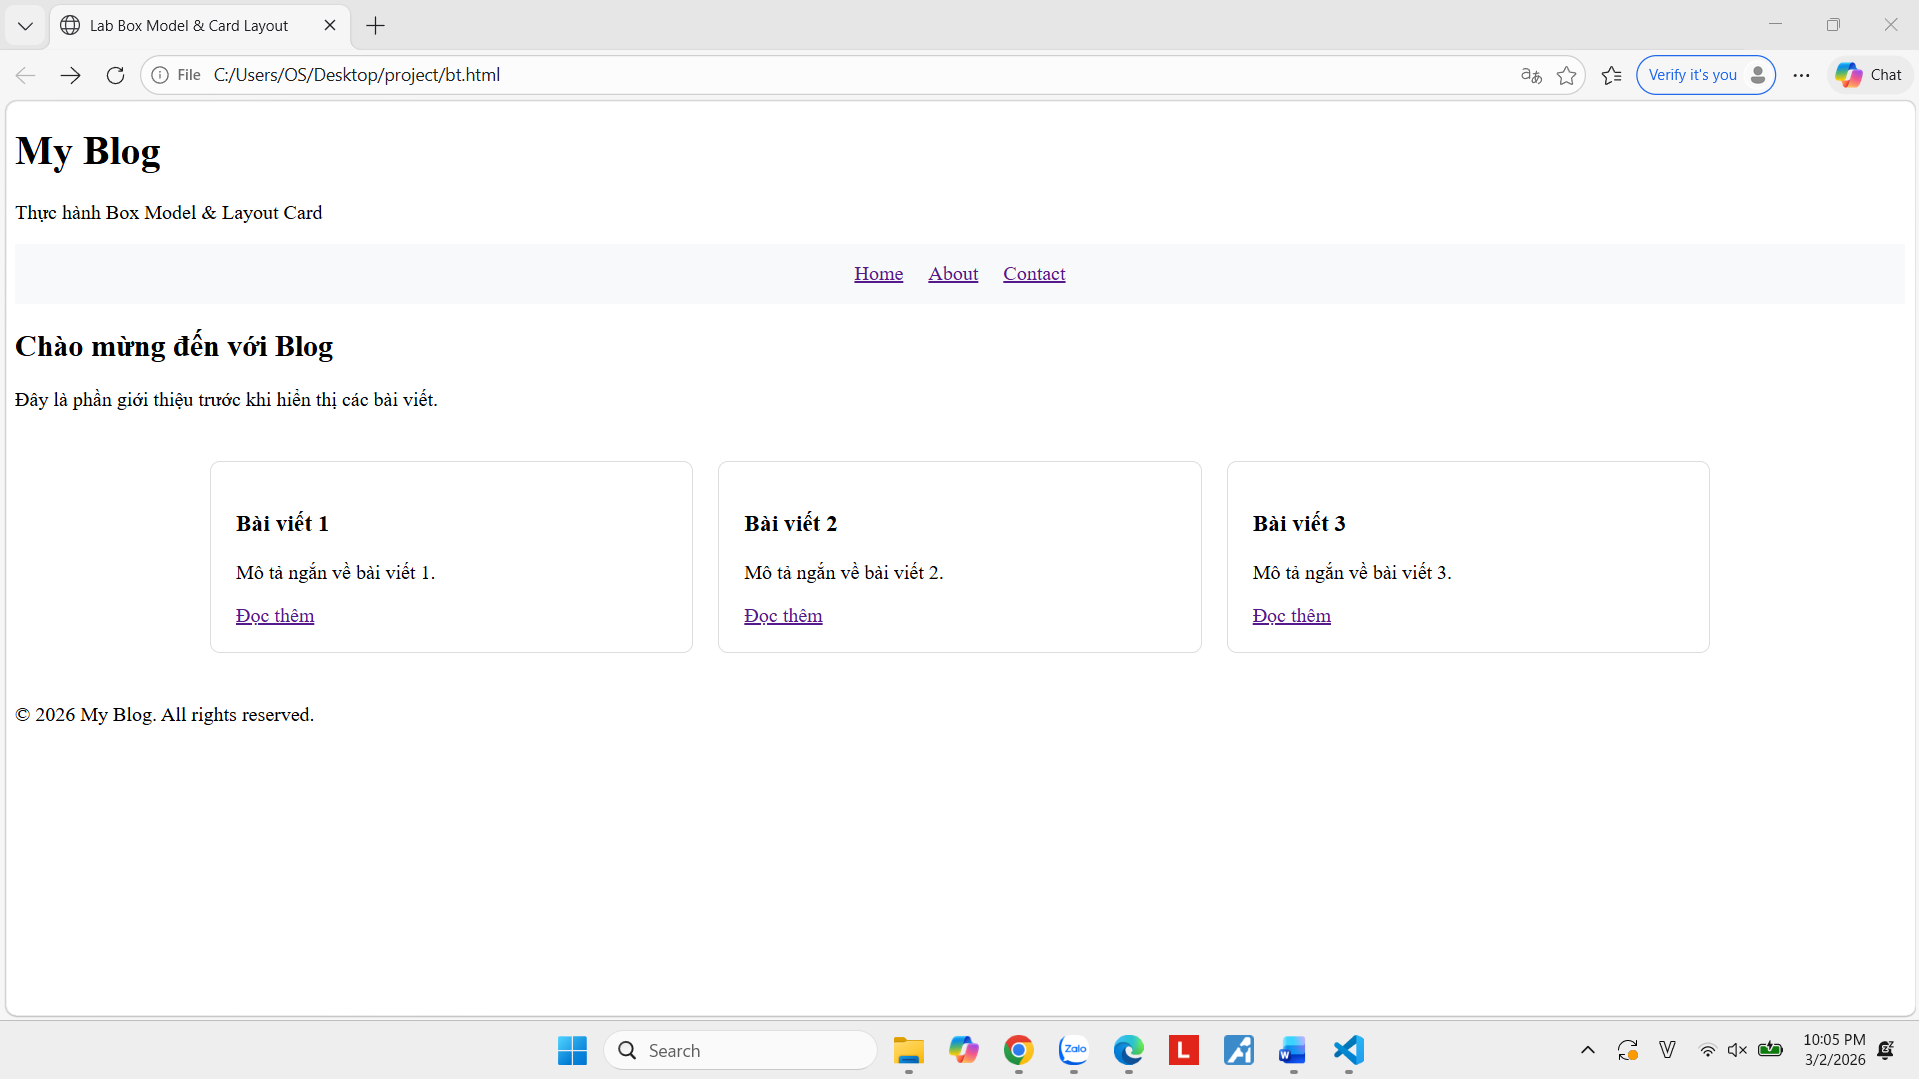 Lab Box Model & Card Layout
File C:/Users/OS/Desktop/project/bt.html
Verify it's you
Chat
My Blog
Thực hành Box Model & Layout Card
Home About Contact
Chào mừng đến với Blog
Đây là phần giới thiệu trước khi hiển thị các bài viết.
Bài viết 1
Mô tả ngắn về bài viết 1.
Đọc thêm
Bài viết 2
Mô tả ngắn về bài viết 2.
Đọc thêm
Bài viết 3
Mô tả ngắn về bài viết 3.
Đọc thêm
© 2026 My Blog. All rights reserved.
Search
Zalo
L
W
V
10:05 PM
3/2/2026